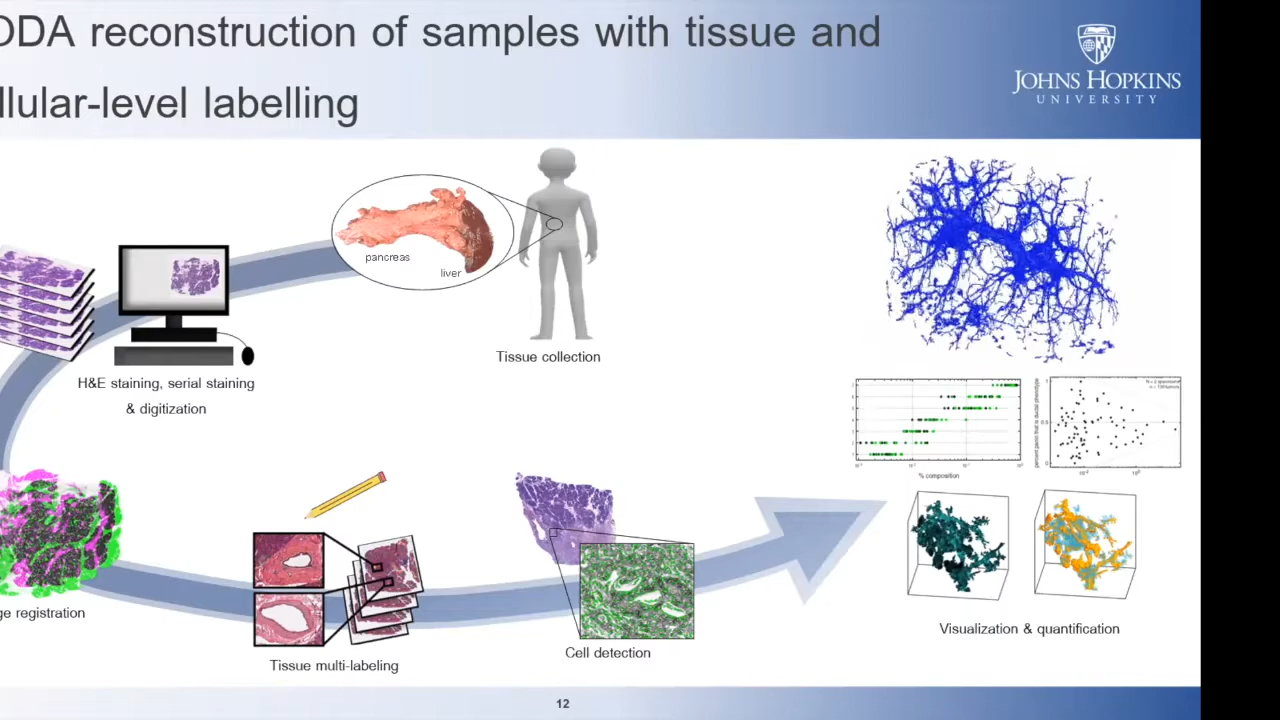 ODA reconstruction of samples with tissue and
llular-level labelling
JOHNS HOPKINS
UNIVERSITY
pancreas
liver
Tissue collection
H&E staining, serial staining
& digitization
% composition
ge registration
Tissue multi-labeling
Cell detection
Visualization & quantification
12